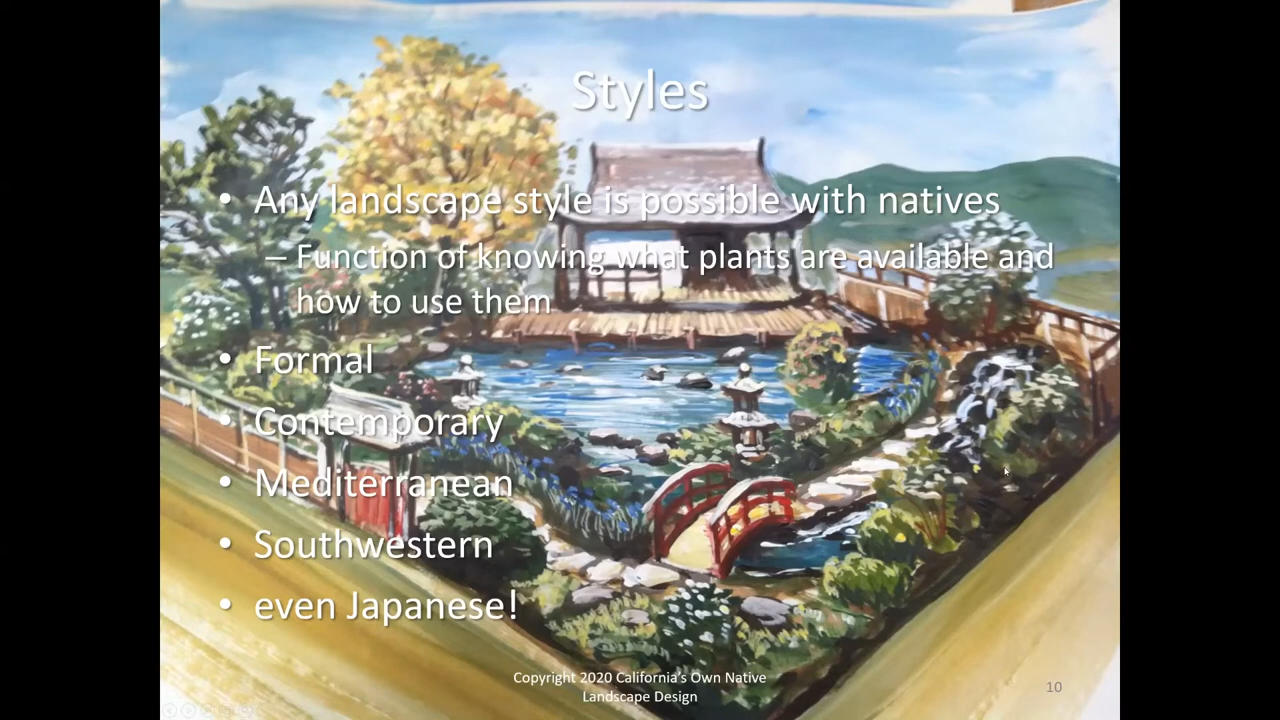 Styles
• Any landscape style is possible with natives
– Function of knowing what plants are available and
how to use them
• Formal
• Contemporary
• Mediterranean
• Southwestern
• even Japanese!
Copyright 2020 California's Own Native
Landscape Design
10